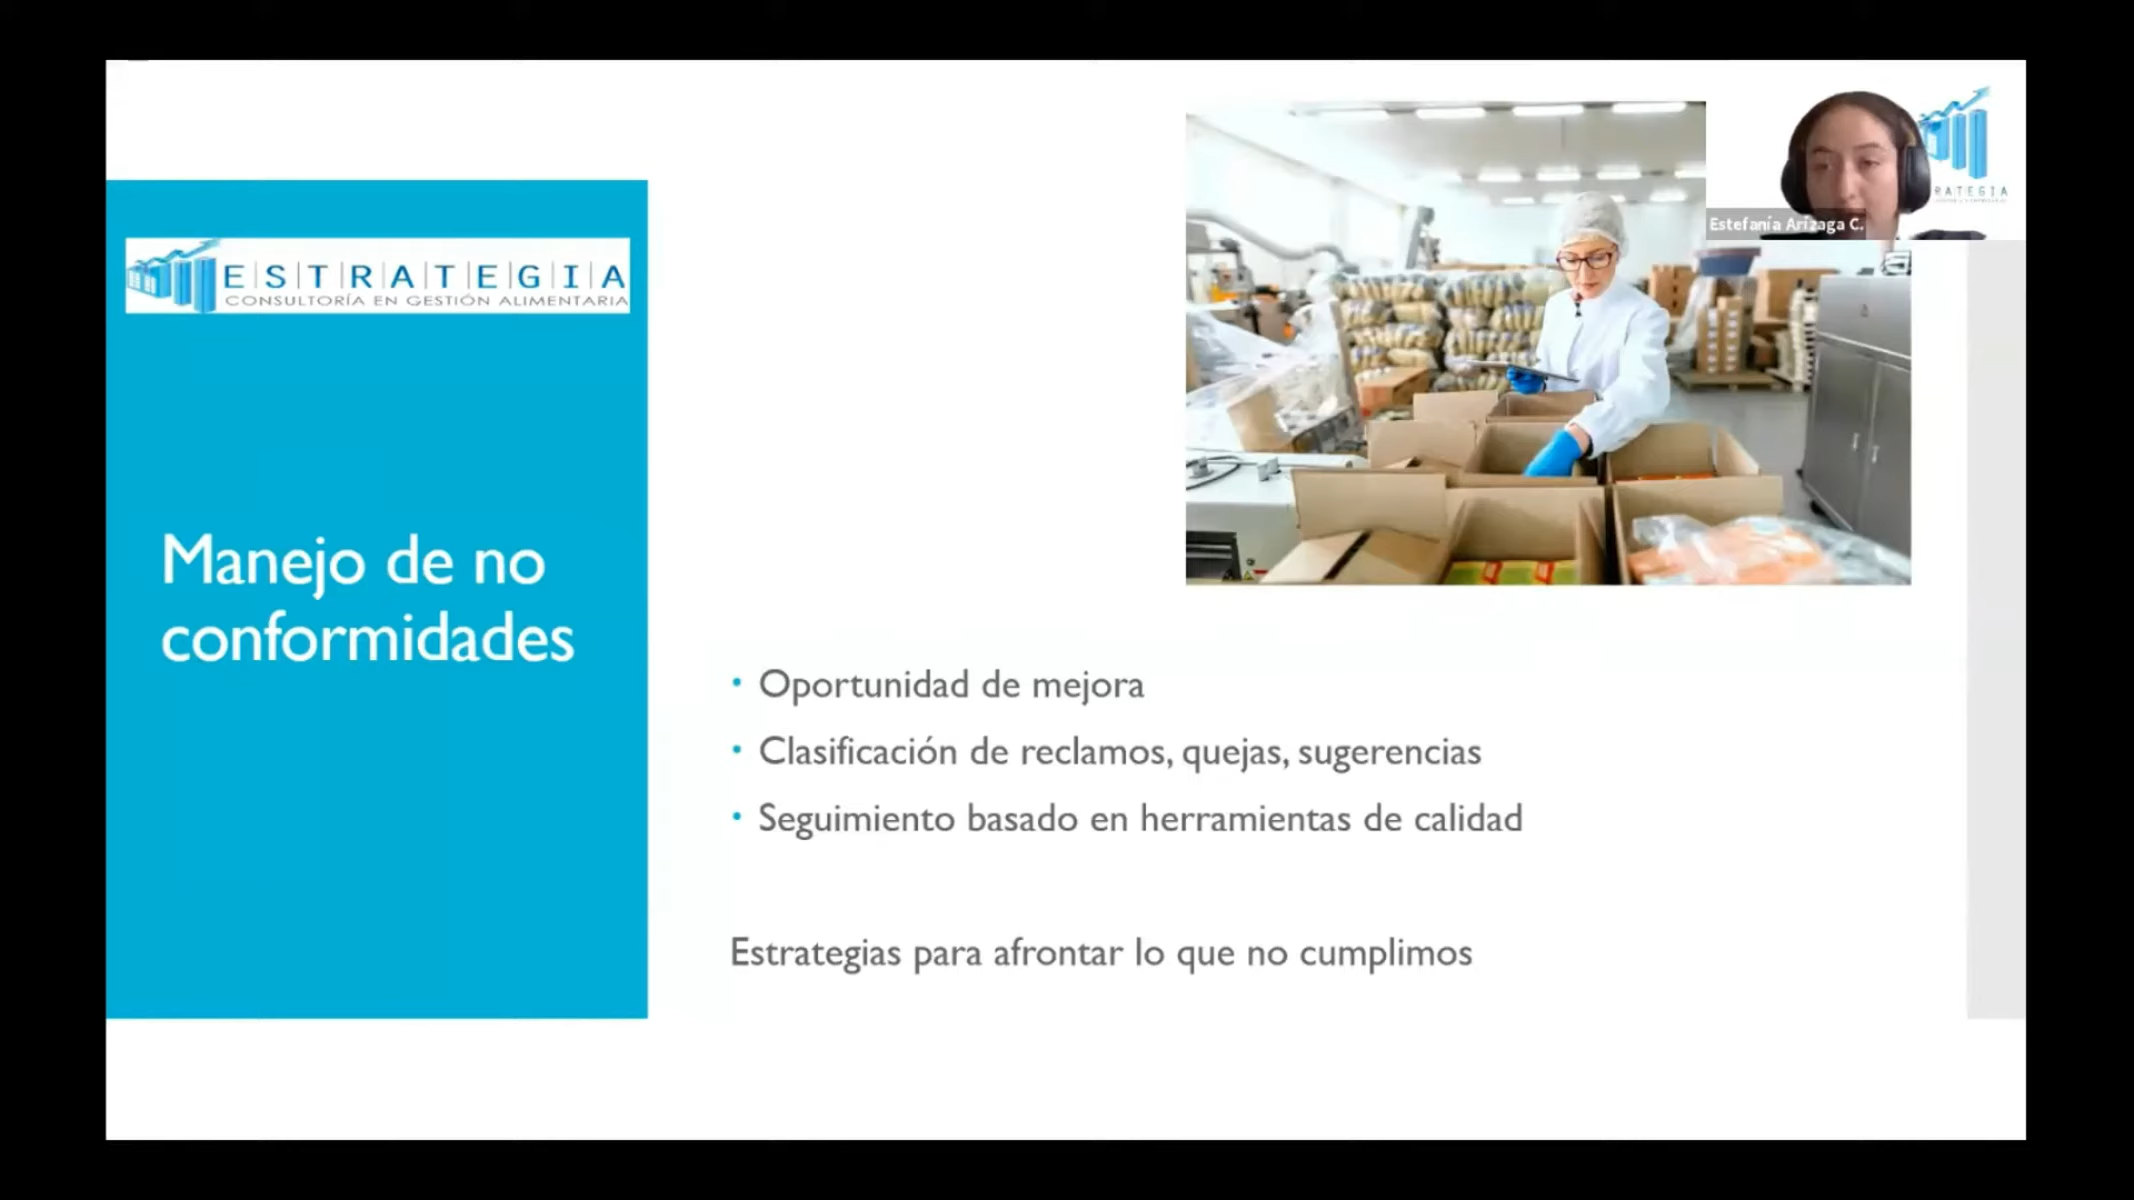 E|S|T|R|A|T|E|G|I|A
CONSULTORÍA EN GESTIÓN ALIMENTARIA
Manejo de no
conformidades
RATEGIA
Estefanía Arízaga C.
• Oportunidad de mejora
• Clasificación de reclamos, quejas, sugerencias
• Seguimiento basado en herramientas de calidad
Estrategias para afrontar lo que no cumplimos